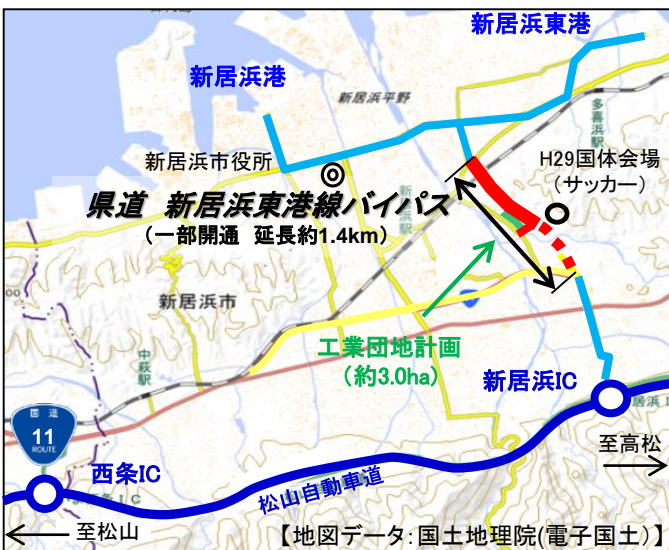 新居浜東港
新居浜港
新居浜平野
多喜浜駅
新居浜市役所
H29国体会場
(サッカー)
県道 新居浜東港線バイパス
(一部開通 延長約1.4km)
新居浜駅
新居浜市
工業団地計画
(約3.0ha)
中萩駅
新居浜IC
国道
11
ROUTE
至高松
西条IC
松山自動車道
至松山
【地図データ:国土地理院(電子国土)】